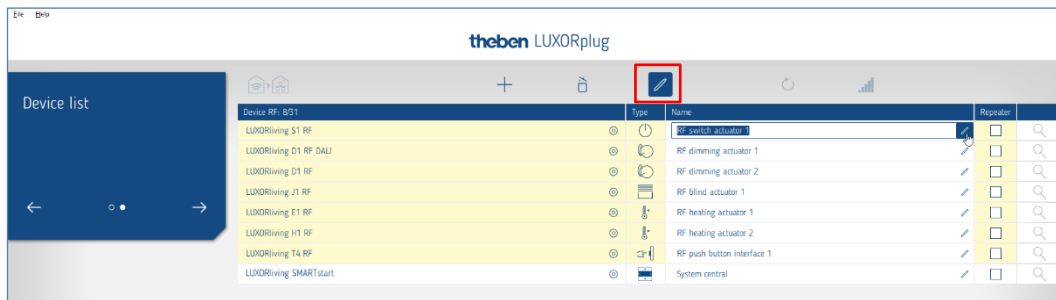 File Help
theben LUXORplug
Device list
Device RF: 8/31 Type Name Repeater
LUXORliving S1 RF RF switch actuator 1
LUXORliving D1 RF DALI RF dimming actuator 1
LUXORliving D1 RF RF dimming actuator 2
LUXORliving J1 RF RF blind actuator 1
LUXORliving E1 RF RF heating actuator 1
LUXORliving H1 RF RF heating actuator 2
LUXORliving T4 RF RF push button interface 1
LUXORliving SMARTstart System central